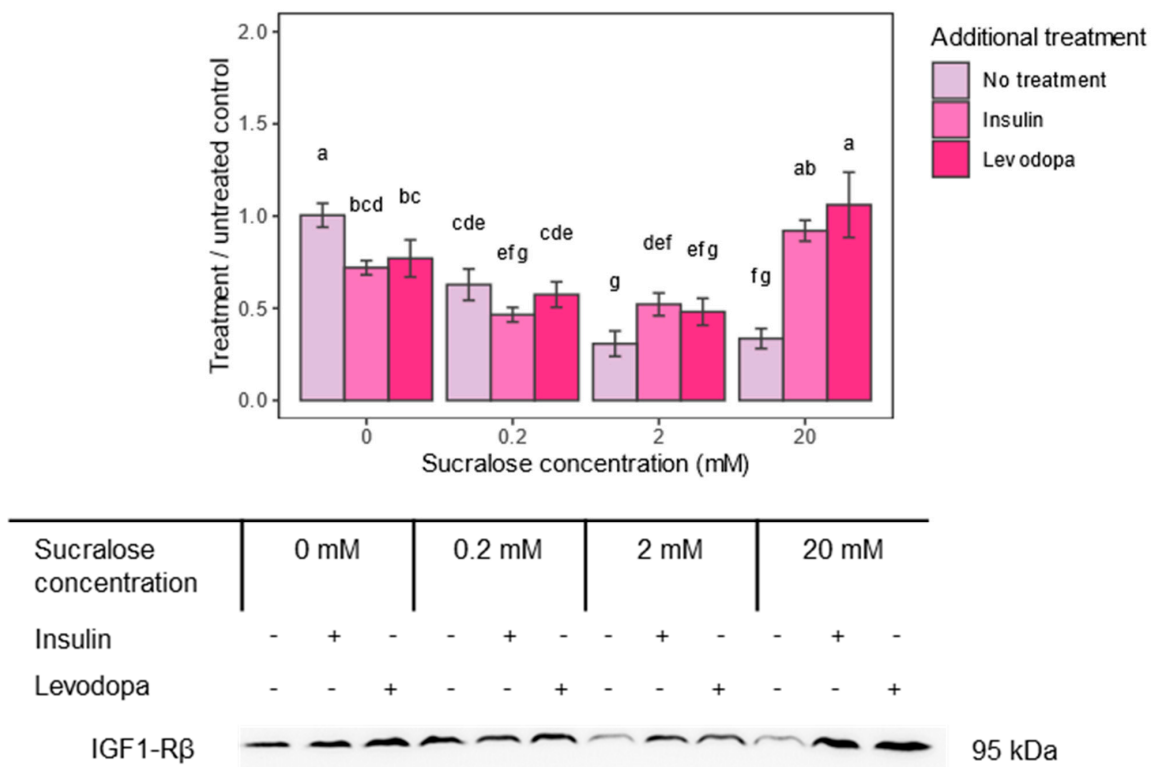 2.0
1.5
1.0
0.5
0.0
Treatment / untreated control
a
bcd
bc
cde
efg
cde
g
def
efg
fg
ab
a
0 0.2 2 20
Sucralose concentration (mM)
Additional treatment
No treatment
Insulin
Levodopa
Sucralose concentration 0 mM 0.2 mM 2 mM 20 mM
Insulin - + - - + - - + - - + -
Levodopa - - + - - + - - + - - +
IGF1-Rβ 95 kDa